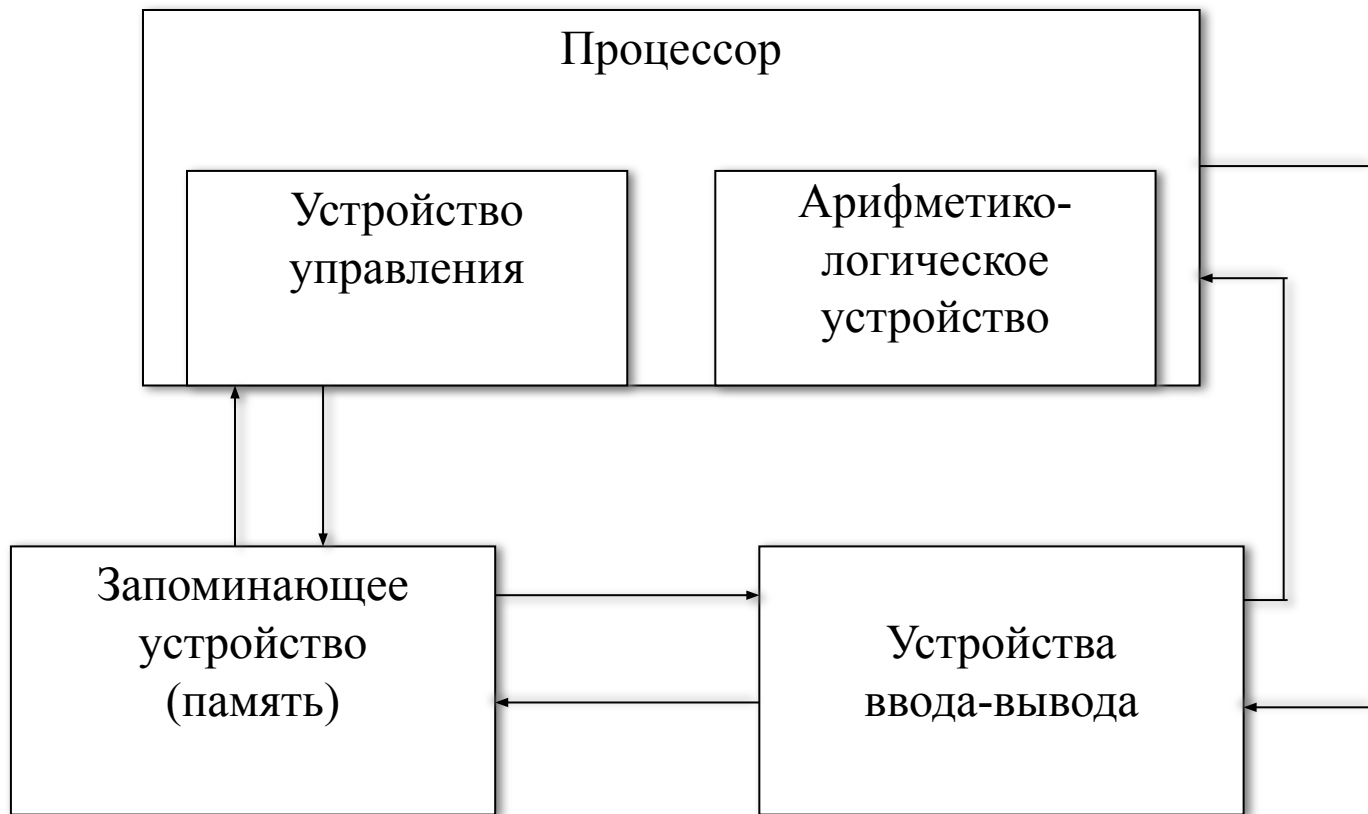 Процессор
Устройство
управления
Арифметико-
логическое
устройство
Запоминающее
устройство
(память)
Устройства
ввода-вывода